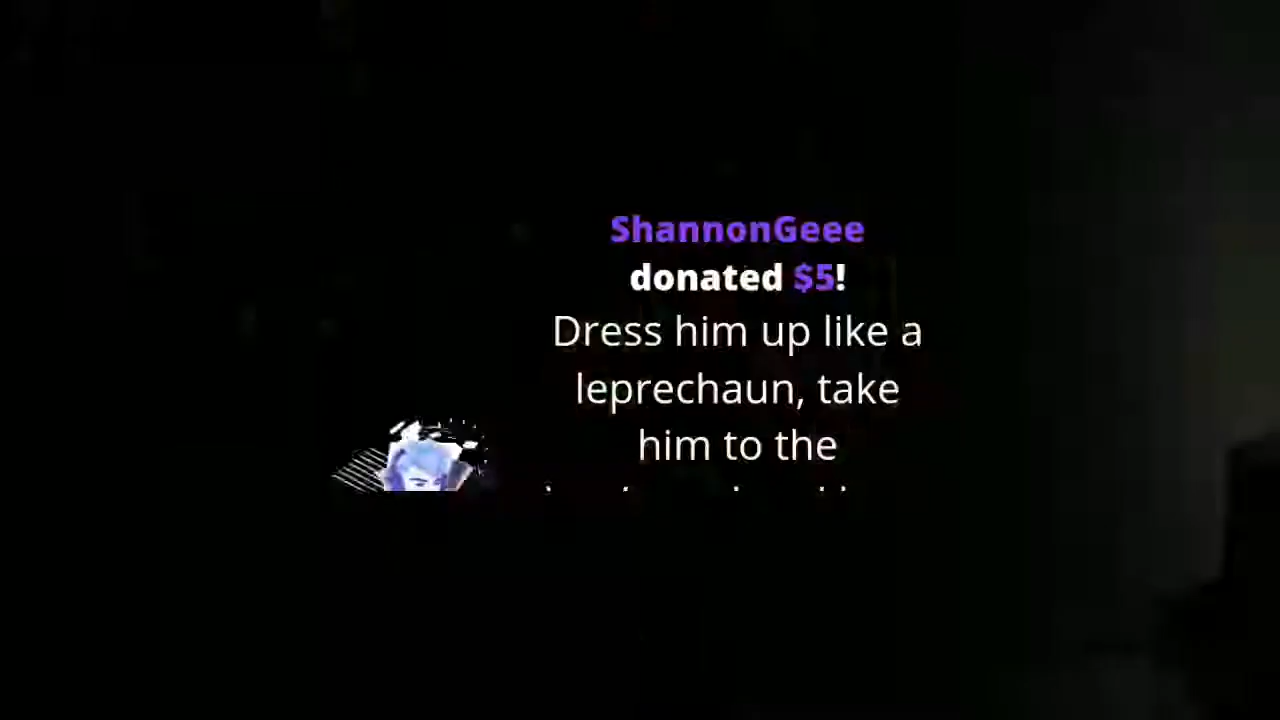 ShannonGeee
donated $5!
Dress him up like a
leprechaun, take
him to the